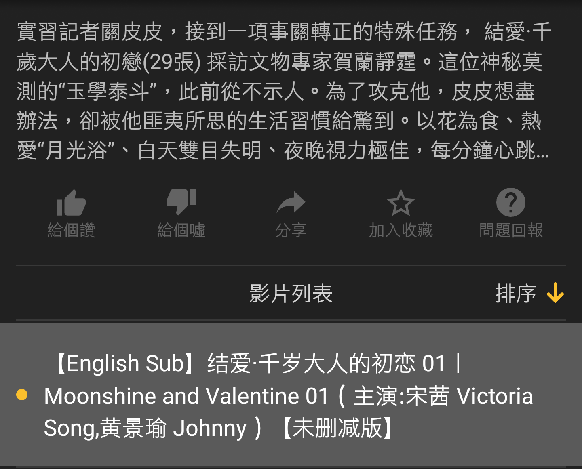 實習記者關皮皮，接到一項事關轉正的特殊任務， 結愛·千
歲大人的初戀(29張) 採訪文物專家賀蘭靜霆。這位神秘莫
測的“玉學泰斗”，此前從不示人。為了攻克他，皮皮想盡
辦法，卻被他匪夷所思的生活習慣給驚到。以花為食、熱
愛“月光浴”、白天雙目失明、夜晚視力極佳，每分鐘心跳...
給個讚 給個噓 分享 加入收藏 問題回報
影片列表 排序
【English Sub】结爱·千岁大人的初恋 01丨
Moonshine and Valentine 01（主演:宋茜 Victoria
Song,黄景瑜 Johnny）【未删减版】